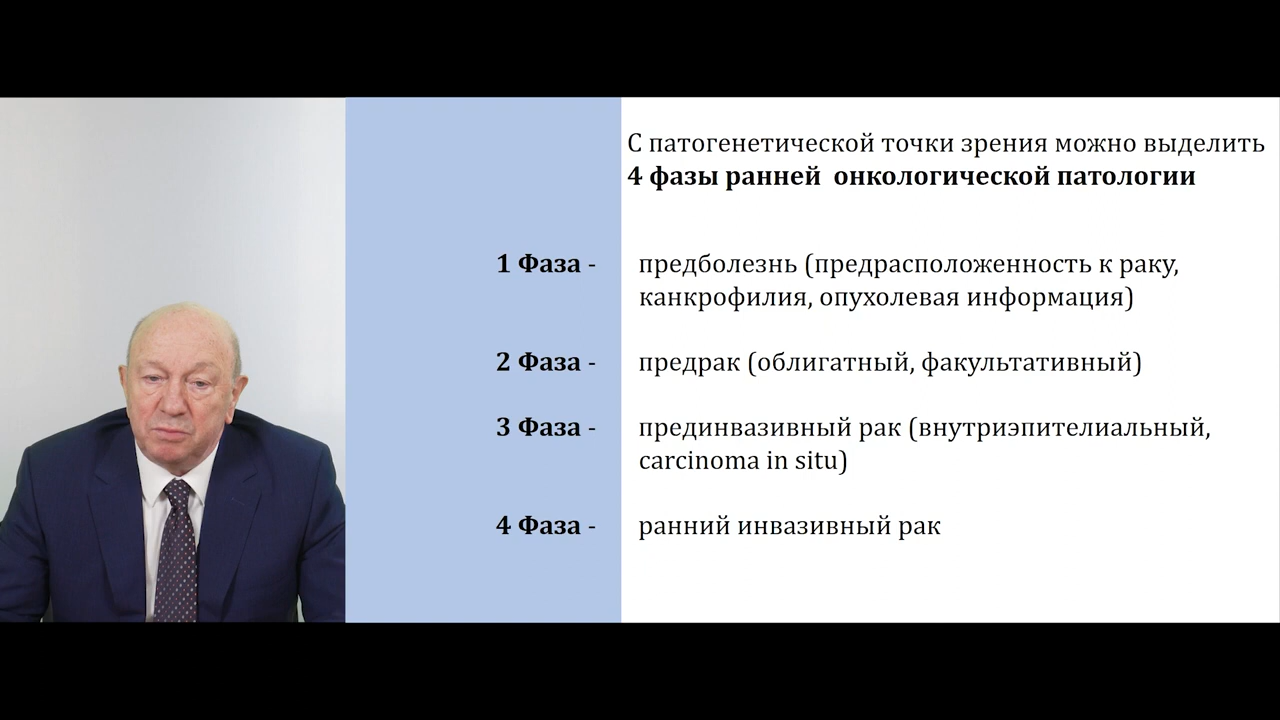 С патогенетической точки зрения можно выделить
4 фазы ранней онкологической патологии
1 Фаза - предболезнь (предрасположенность к раку,
канкрофилия, опухолевая информация)
2 Фаза - предрак (облигатный, факультативный)
3 Фаза - прединвазивный рак (внутриэпителиальный,
carcinoma in situ)
4 Фаза - ранний инвазивный рак